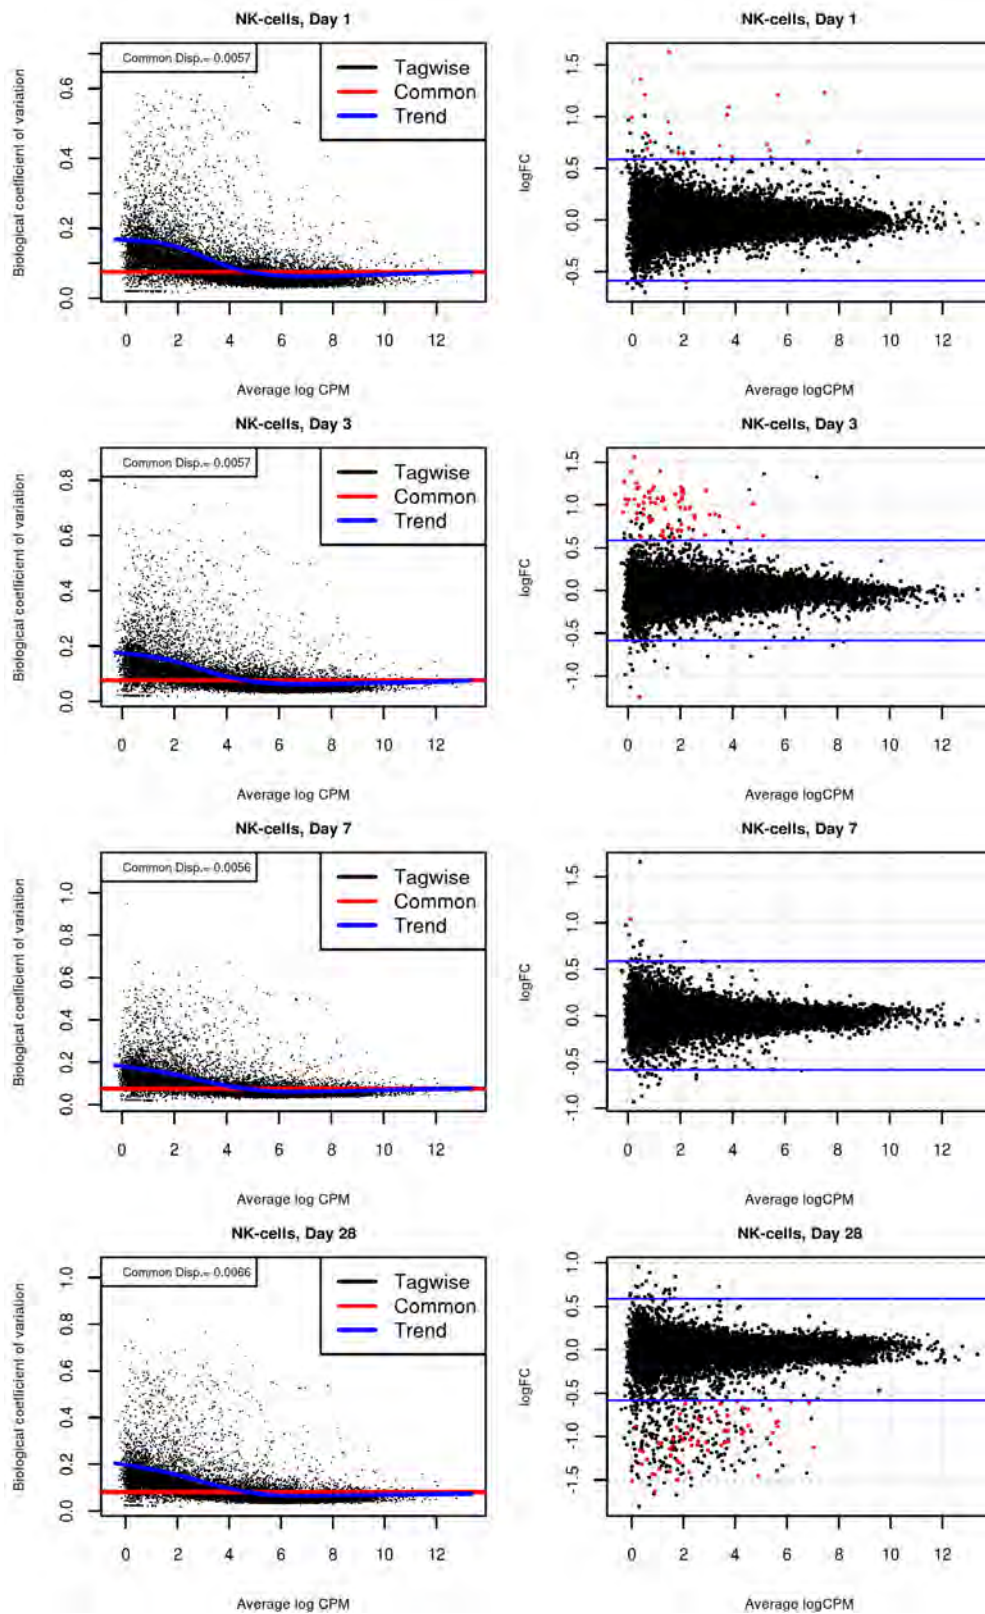 NK-cells, Day 1
Common Disp.= 0.0057
Tagwise
Common
Trend
Biological coefficient of variation
0.0 0.2 0.4 0.6
0 2 4 6 8 10 12
Average log CPM
NK-cells, Day 1
logFC
-0.5 0.0 0.5 1.0 1.5
0 2 4 6 8 10 12
Average logCPM
NK-cells, Day 3
Common Disp.= 0.0057
Tagwise
Common
Trend
Biological coefficient of variation
0.0 0.2 0.4 0.6 0.8
0 2 4 6 8 10 12
Average log CPM
NK-cells, Day 3
logFC
-1.0 -0.5 0.0 0.5 1.0 1.5
0 2 4 6 8 10 12
Average logCPM
NK-cells, Day 7
Common Disp.= 0.0056
Tagwise
Common
Trend
Biological coefficient of variation
0.0 0.2 0.4 0.6 0.8 1.0
0 2 4 6 8 10 12
Average log CPM
NK-cells, Day 7
logFC
-1.0 -0.5 0.0 0.5 1.0 1.5
0 2 4 6 8 10 12
Average logCPM
NK-cells, Day 28
Common Disp.= 0.0066
Tagwise
Common
Trend
Biological coefficient of variation
0.0 0.2 0.4 0.6 0.8 1.0
0 2 4 6 8 10 12
Average log CPM
NK-cells, Day 28
logFC
-1.5 -1.0 -0.5 0.0 0.5 1.0
0 2 4 6 8 10 12
Average logCPM